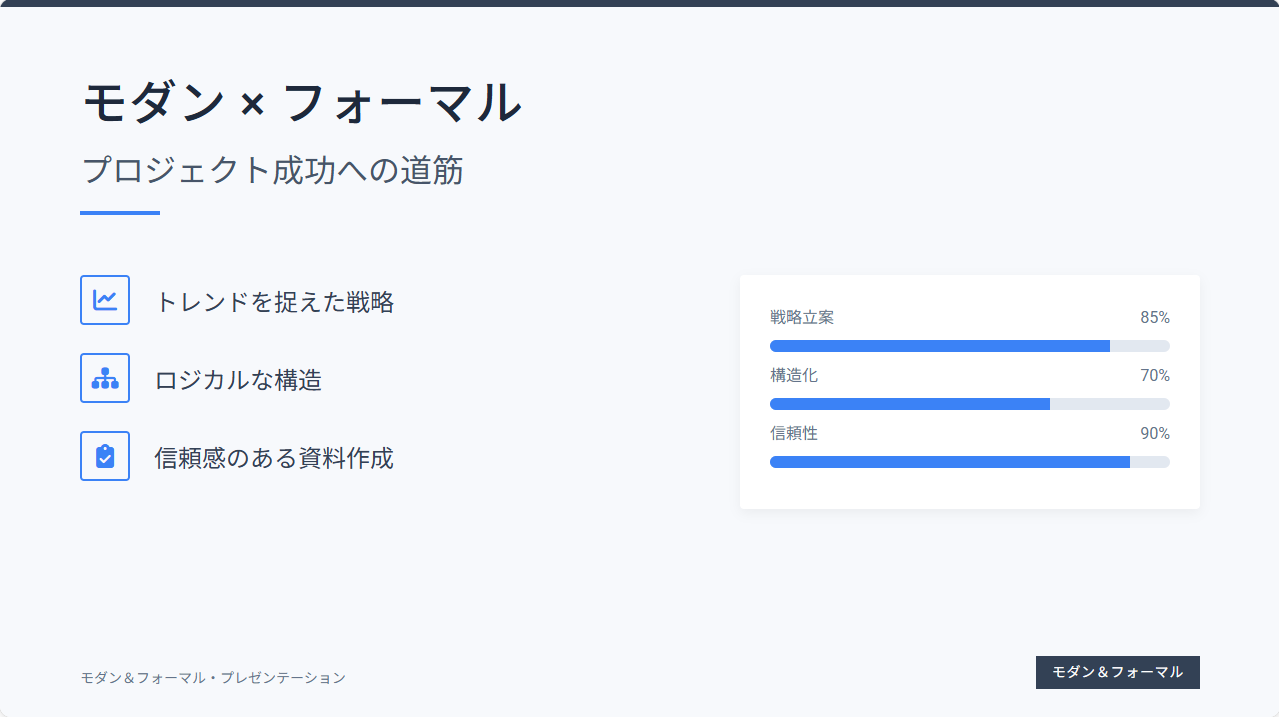 モダン × フォーマル
プロジェクト成功への道筋
トレンドを捉えた戦略
ロジカルな構造
信頼感のある資料作成
戦略立案 85%
構造化 70%
信頼性 90%
モダン＆フォーマル・プレゼンテーション
モダン＆フォーマル